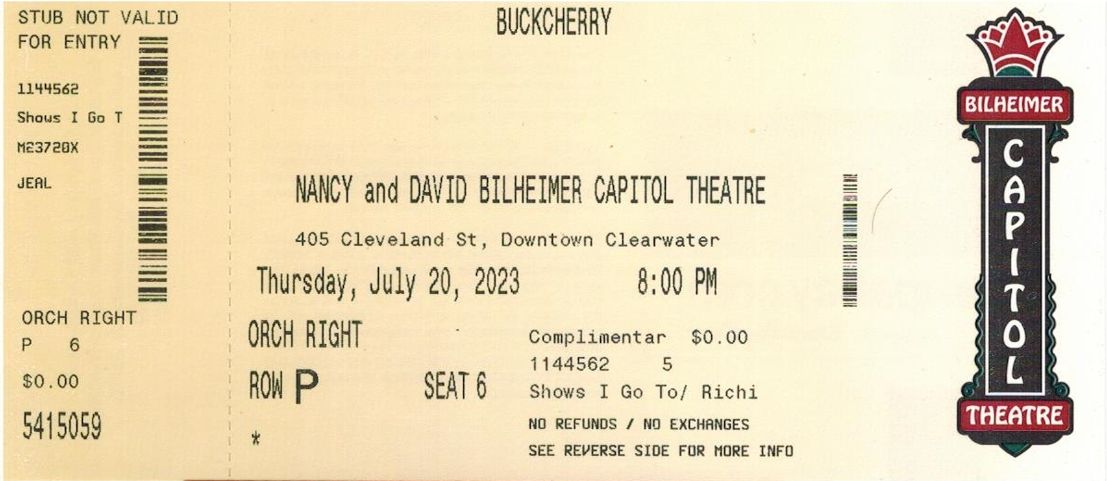 STUB NOT VALID
FOR ENTRY
1144562
Shows I Go T
ME3720X
JEAL
ORCH RIGHT
P 6
$0.00
5415059
BUCKCHERRY
NANCY and DAVID BILHEIMER CAPITOL THEATRE
405 Cleveland St, Downtown Clearwater
Thursday, July 20, 2023 8:00 PM
ORCH RIGHT
ROW P SEAT 6
*
Complimentar $0.00
1144562 5
Shows I Go To/ Richi
NO REFUNDS / NO EXCHANGES
SEE REVERSE SIDE FOR MORE INFO
BILHEIMER
CAPITOL
THEATRE